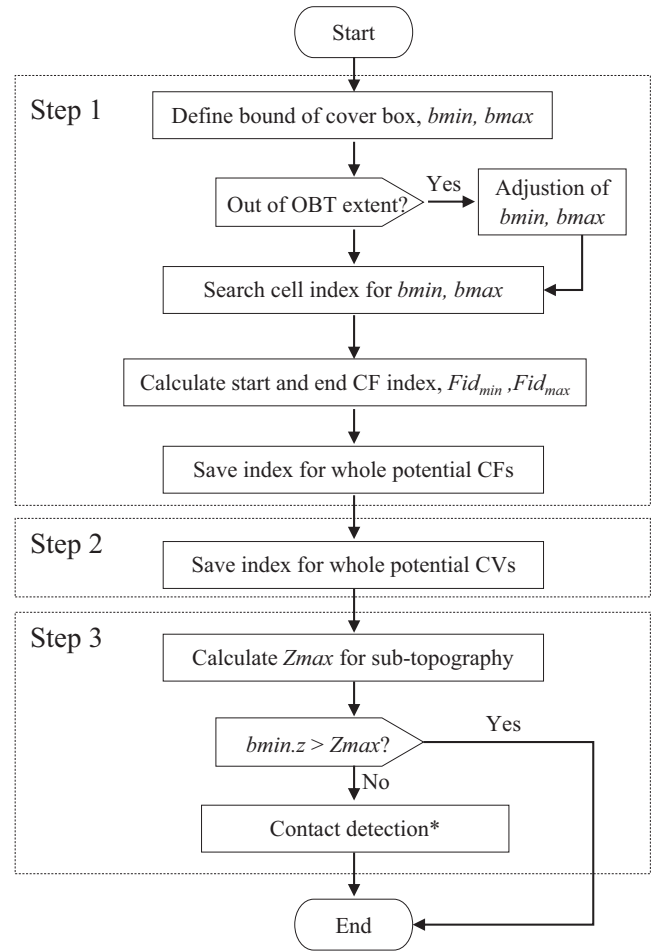 Start
Step 1
Define bound of cover box, bmin, bmax
Out of OBT extent?
Yes
Adjustion of
bmin, bmax
Search cell index for bmin, bmax
Calculate start and end CF index, Fidmin ,Fidmax
Save index for whole potential CFs
Step 2
Save index for whole potential CVs
Step 3
Calculate Zmax for sub-topography
bmin.z > Zmax?
Yes
No
Contact detection*
End